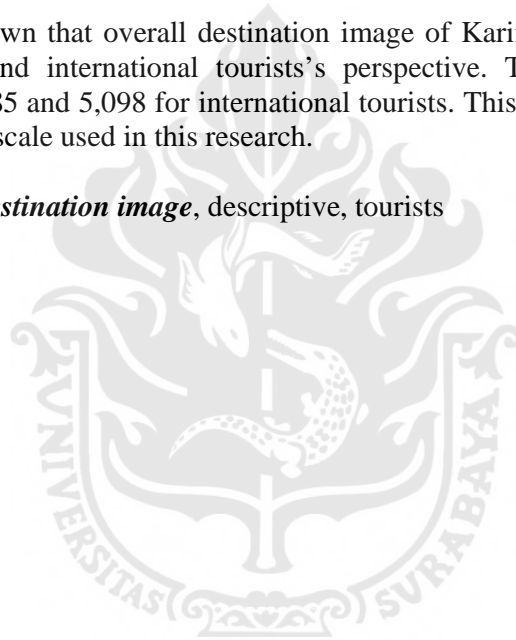 wn that overall destination image of Kari
nd international tourists's perspective. T
35 and 5,098 for international tourists. This
scale used in this research.
stination image, descriptive, tourists
UNIVERSITAS SURABAYA